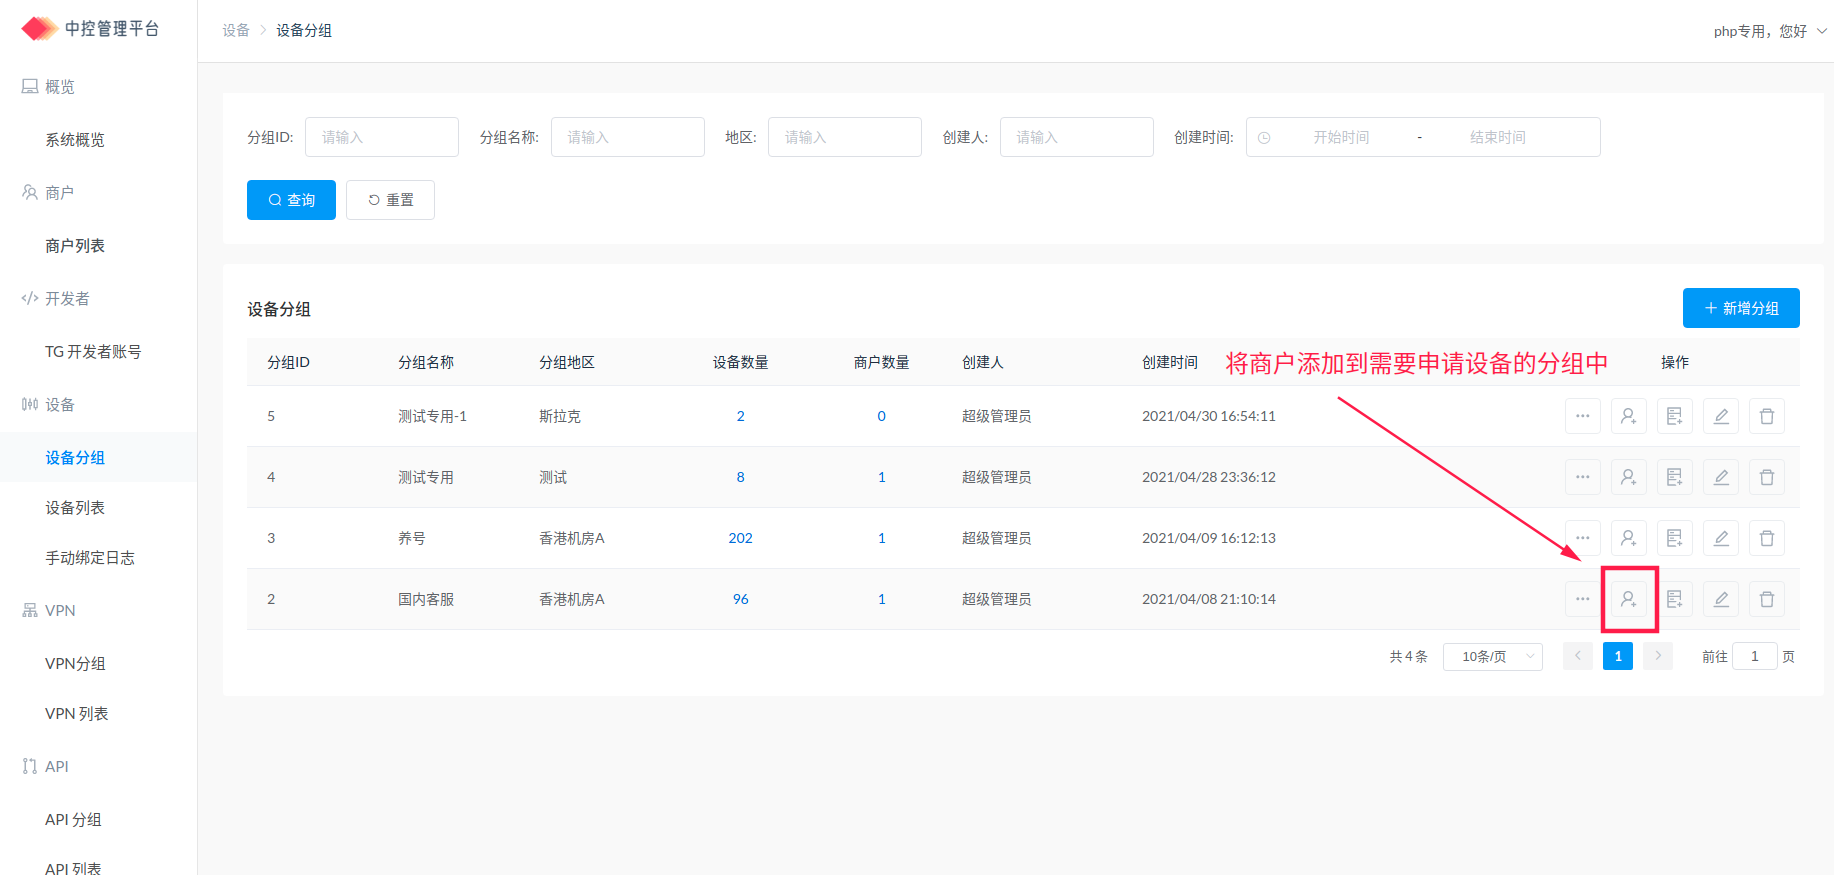 中控管理平台
设备 > 设备分组
php专用，您好
概览
系统概览
商户
商户列表
开发者
TG 开发者账号
设备
设备分组
设备列表
手动绑定日志
VPN
VPN分组
VPN 列表
API
API 分组
API 列表
分组ID: 请输入 分组名称: 请输入 地区: 请输入 创建人: 请输入 创建时间: 开始时间 - 结束时间
查询 重置
设备分组
新增分组
分组ID 分组名称 分组地区 设备数量 商户数量 创建人 创建时间 操作
将商户添加到需要申请设备的分组中
5 测试专用-1 斯拉克 2 0 超级管理员 2021/04/30 16:54:11
4 测试专用 测试 8 1 超级管理员 2021/04/28 23:36:12
3 养号 香港机房A 202 1 超级管理员 2021/04/09 16:12:13
2 国内客服 香港机房A 96 1 超级管理员 2021/04/08 21:10:14
共 4 条 10条/页 1 前往 1 页